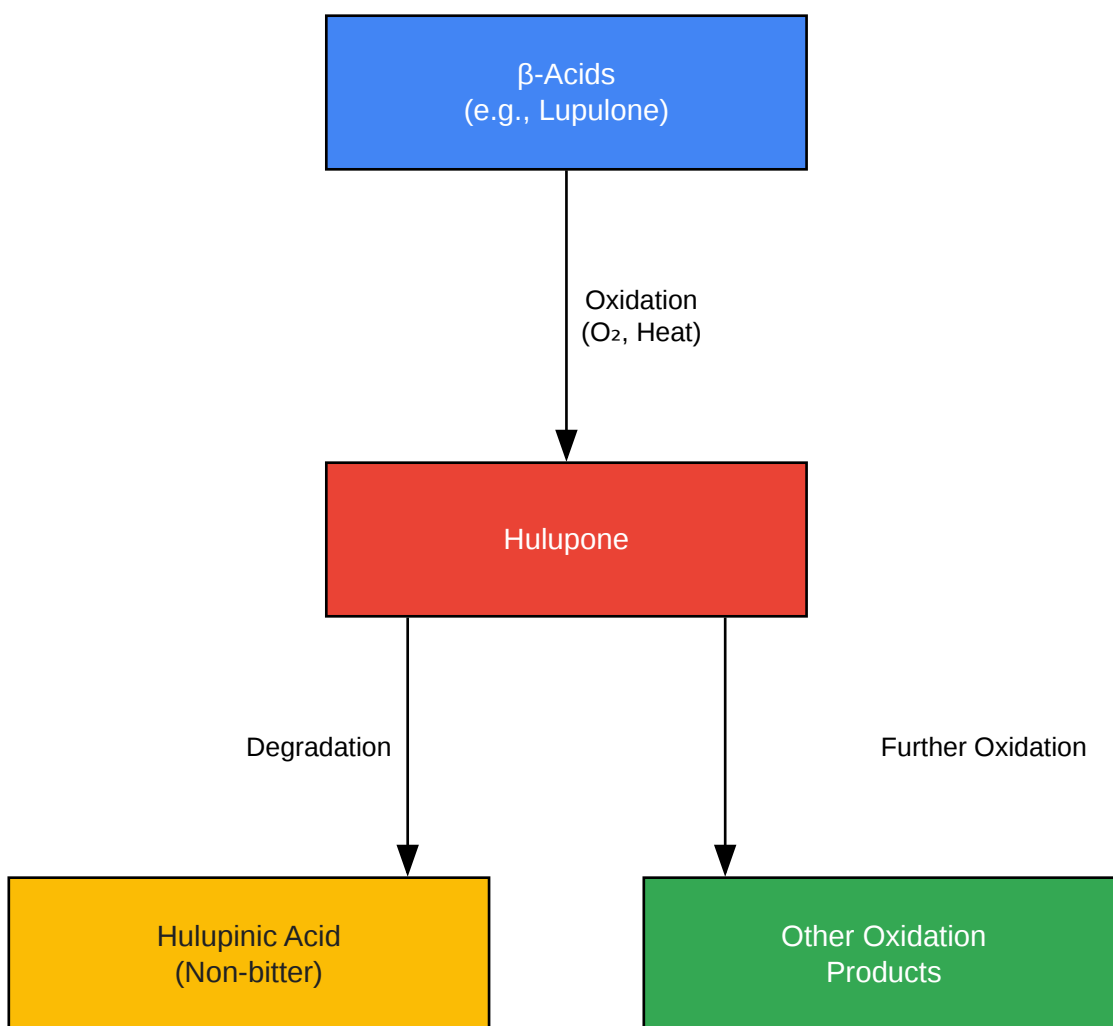 β-Acids
(e.g., Lupulone)
Oxidation
(O₂, Heat)
Hulupone
Degradation
Further Oxidation
Hulupinic Acid
(Non-bitter)
Other Oxidation
Products